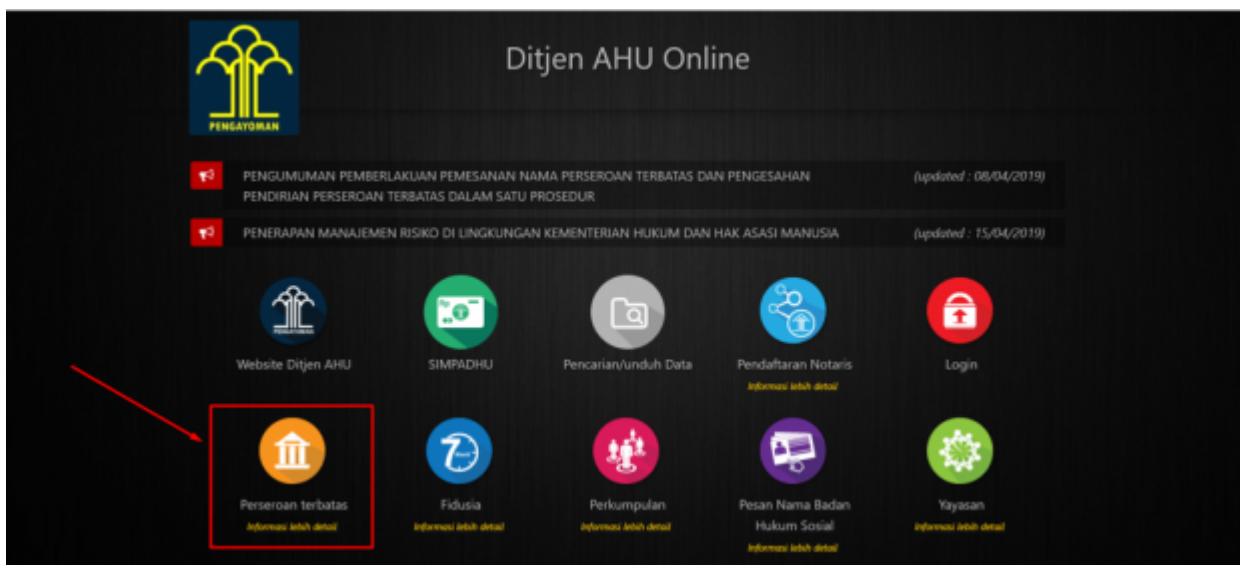 Ditjen AHU Online
PENGAYOMAN
PENGUMUMAN PEMBERLAKUAN PEMESANAN NAMA PERSEROAN TERBATAS DAN PENGESAHAN
PENDIRIAN PERSEROAN TERBATAS DALAM SATU PROSEDUR
(updated : 08/04/2019)
PENERAPAN MANAJEMEN RISIKO DI LINGKUNGAN KEMENTERIAN HUKUM DAN HAK ASASI MANUSIA
(updated : 15/04/2019)
Website Ditjen AHU
SIMPADHU
Pencarian/unduh Data
Pendaftaran Notaris
Informasi lebih detail
Login
Perseroan terbatas
Informasi lebih detail
Fidusia
Informasi lebih detail
Perkumpulan
Informasi lebih detail
Pesan Nama Badan
Hukum Sosial
Informasi lebih detail
Yayasan
Informasi lebih detail